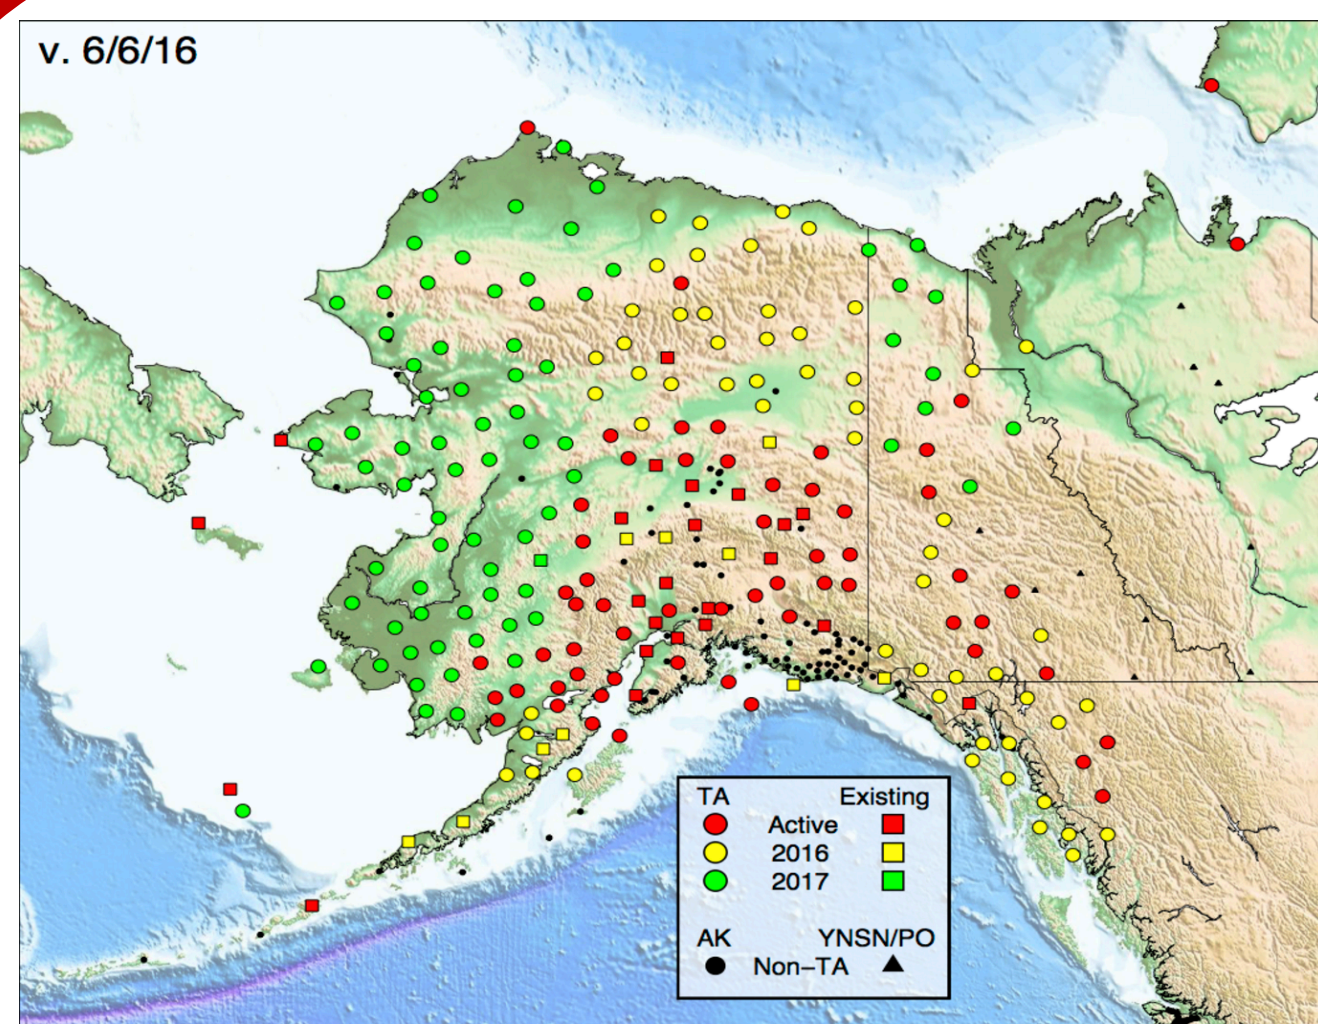 v. 6/6/16
TA Existing
Active
2016
2017
AK YNSN/PO
Non-TA